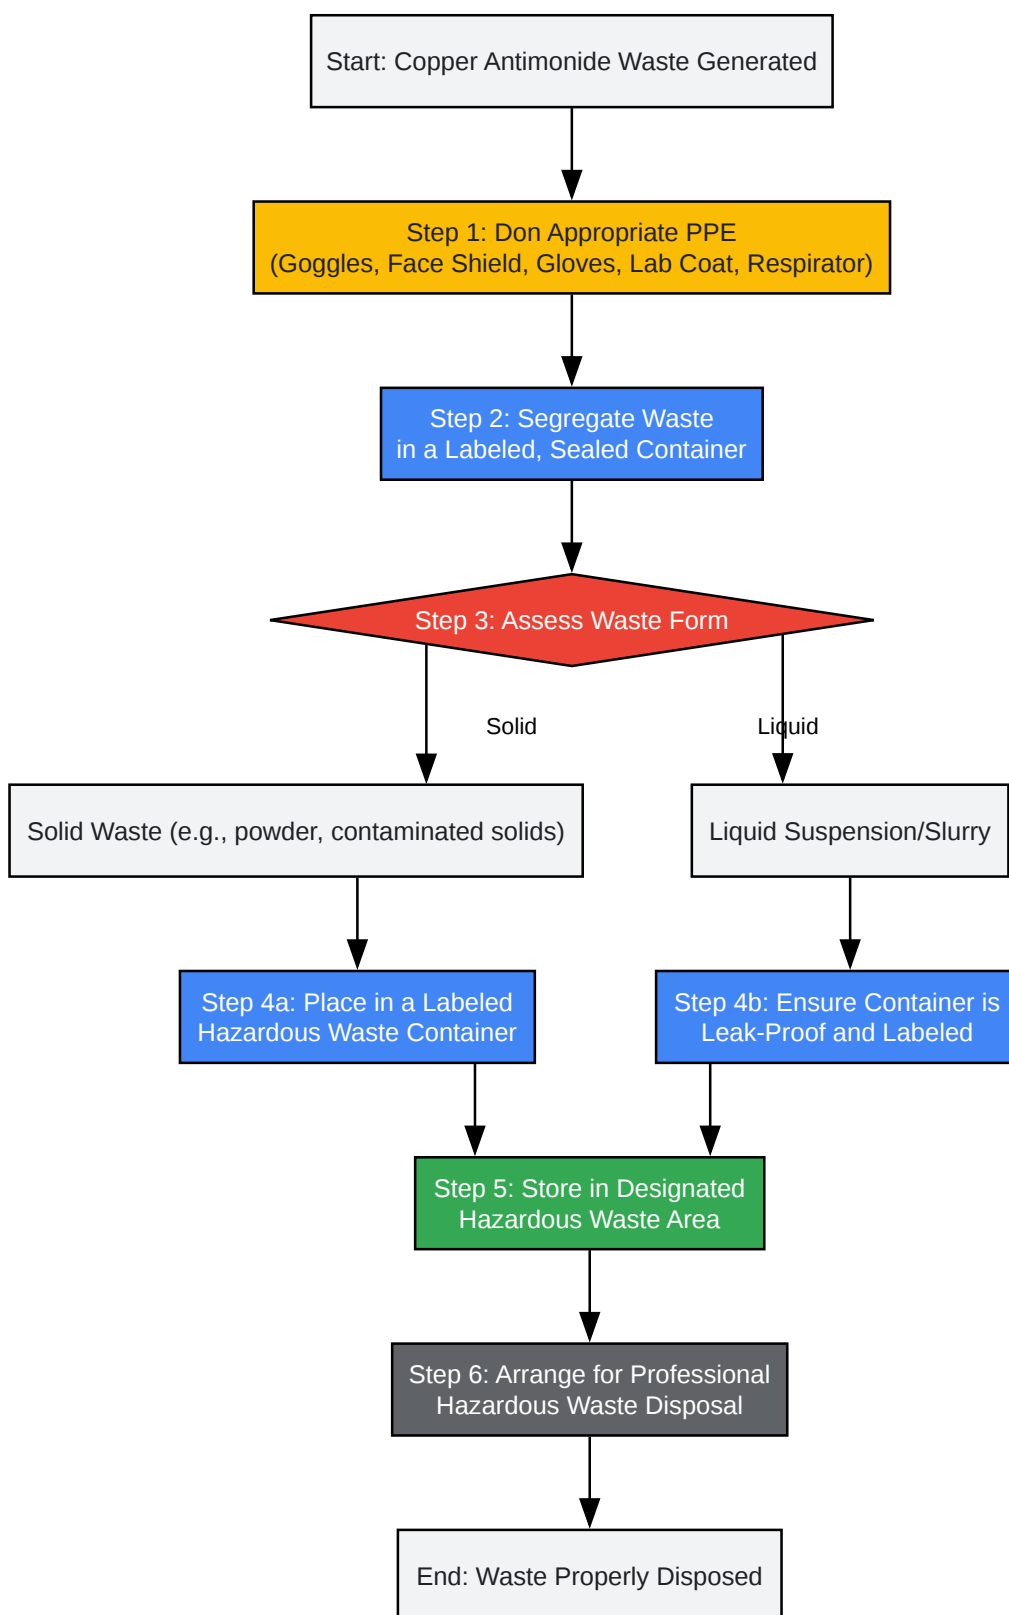 Start: Copper Antimonide Waste Generated
Step 1: Don Appropriate PPE
(Goggles, Face Shield, Gloves, Lab Coat, Respirator)
Step 2: Segregate Waste
in a Labeled, Sealed Container
Step 3: Assess Waste Form
Solid
Liquid
Solid Waste (e.g., powder, contaminated solids)
Liquid Suspension/Slurry
Step 4a: Place in a Labeled
Hazardous Waste Container
Step 4b: Ensure Container is
Leak-Proof and Labeled
Step 5: Store in Designated
Hazardous Waste Area
Step 6: Arrange for Professional
Hazardous Waste Disposal
End: Waste Properly Disposed